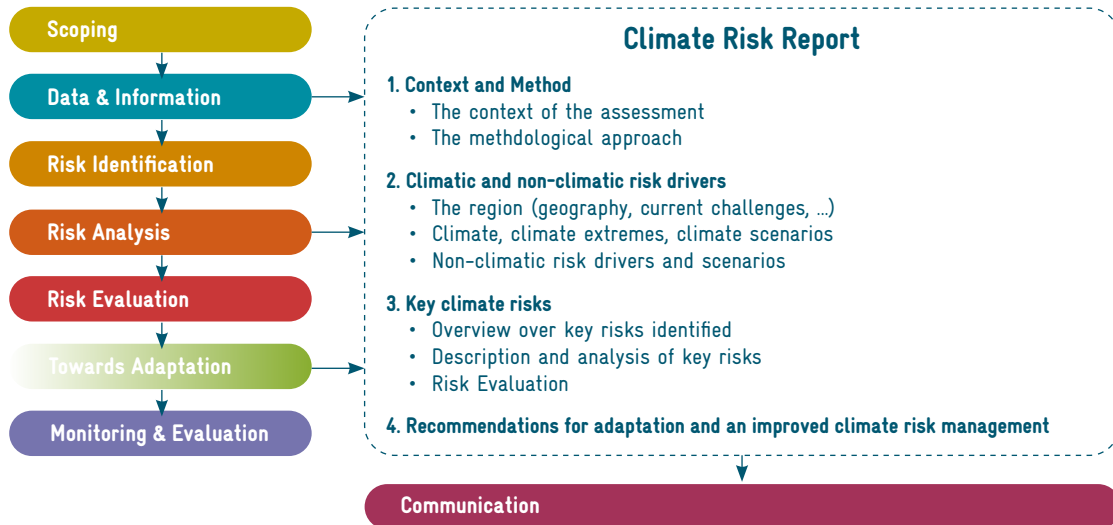 Scoping
Data & Information
Risk Identification
Risk Analysis
Risk Evaluation
Towards Adaptation
Monitoring & Evaluation
Climate Risk Report
1. Context and Method
• The context of the assessment
• The methdological approach
2. Climatic and non-climatic risk drivers
• The region (geography, current challenges, ...)
• Climate, climate extremes, climate scenarios
• Non-climatic risk drivers and scenarios
3. Key climate risks
• Overview over key risks identified
• Description and analysis of key risks
• Risk Evaluation
4. Recommendations for adaptation and an improved climate risk management
Communication